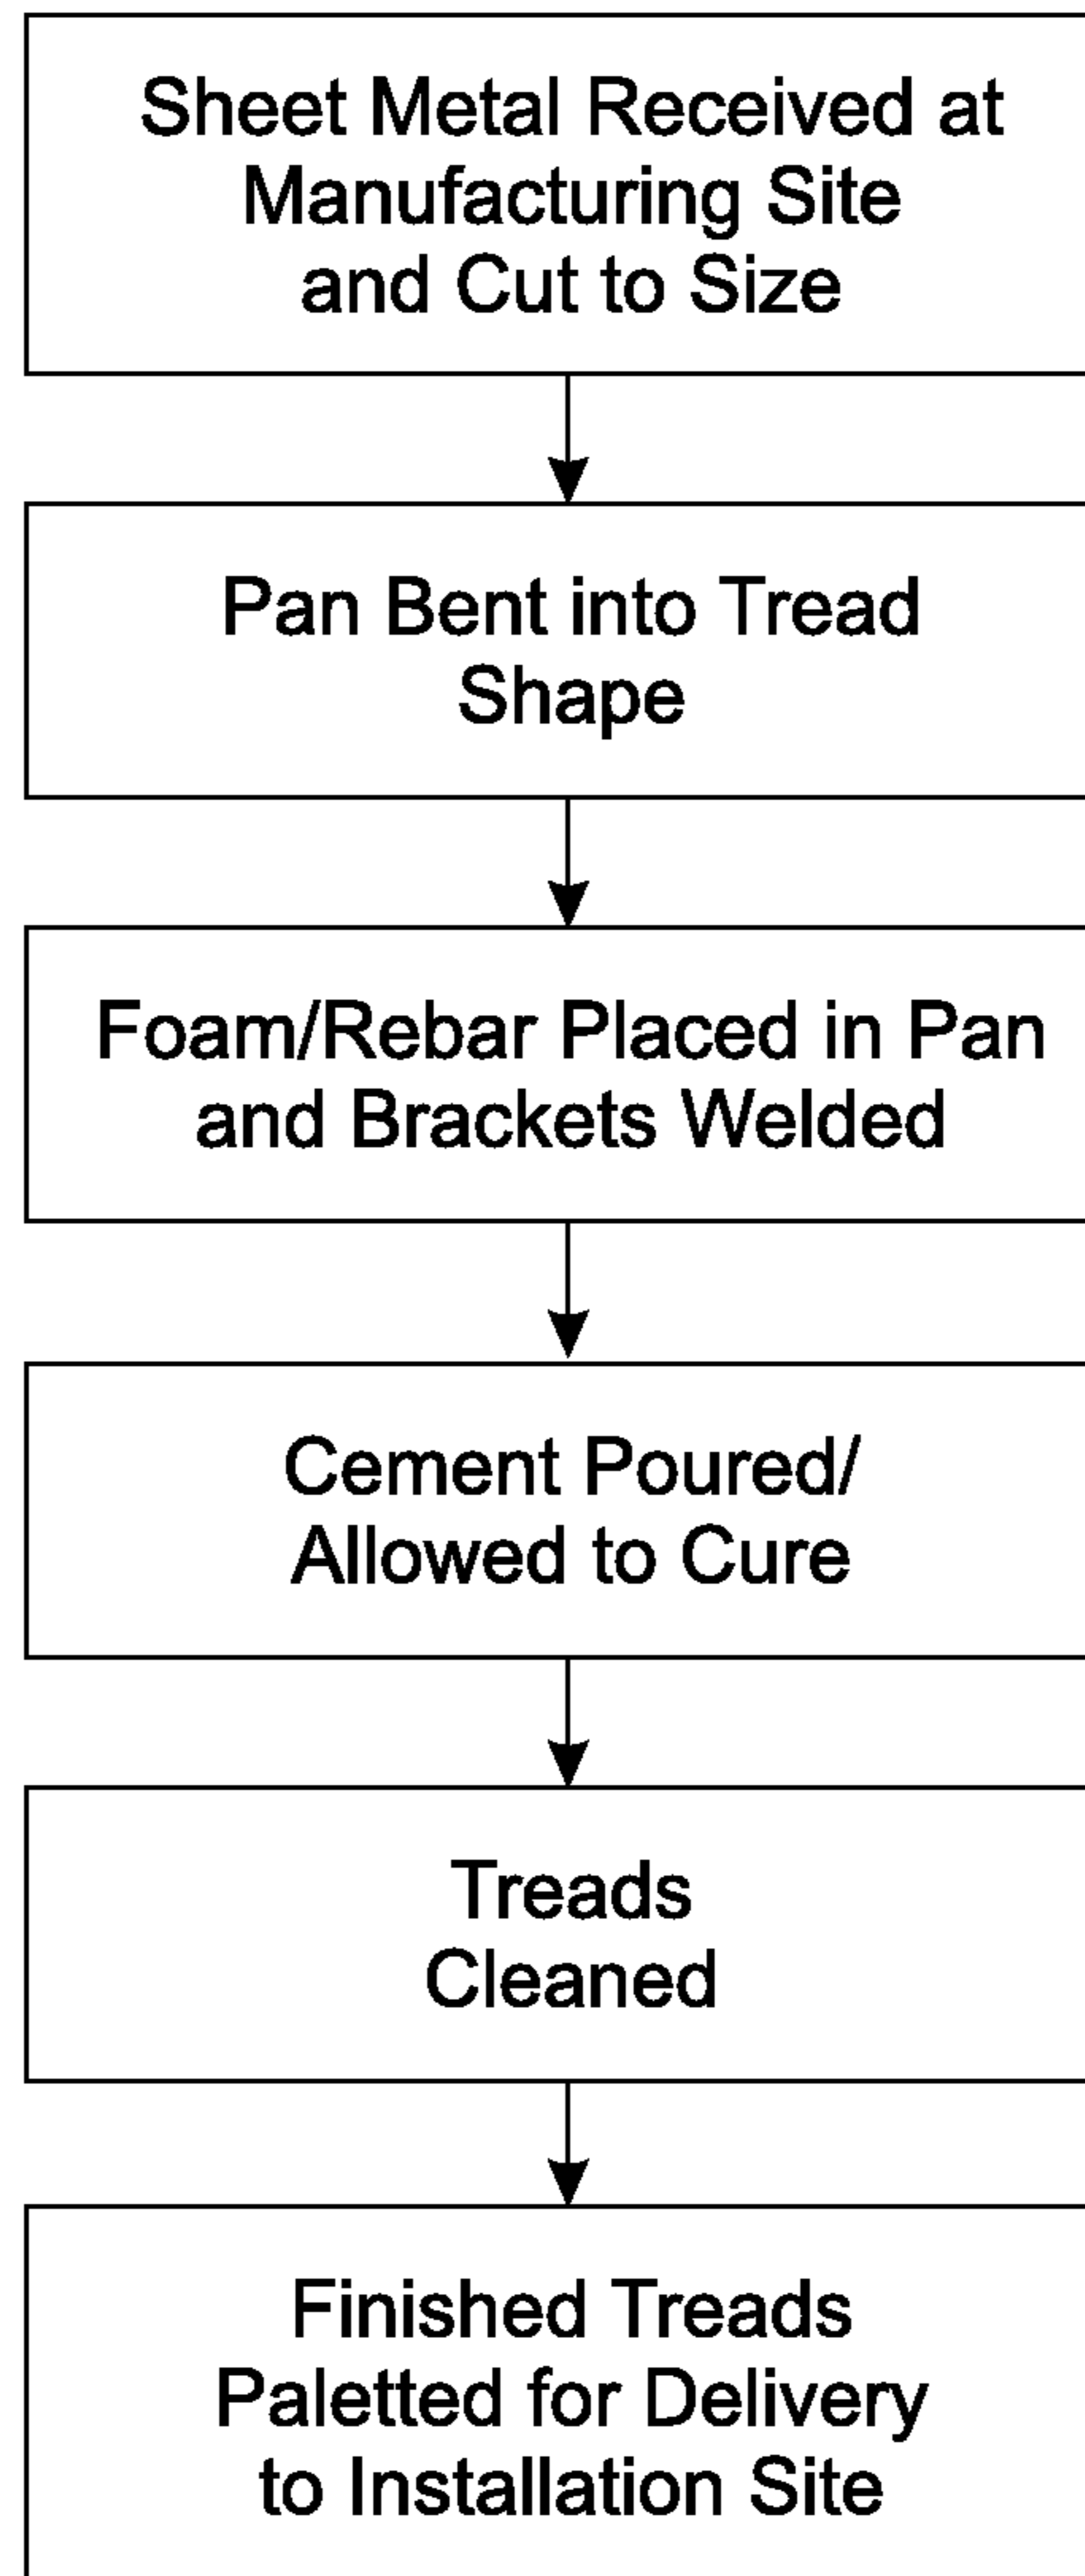 Sheet Metal Received at
Manufacturing Site
and Cut to Size
Pan Bent into Tread
Shape
Foam/Rebar Placed in Pan
and Brackets Welded
Cement Poured/
Allowed to Cure
Treads
Cleaned
Finished Treads
Paletted for Delivery
to Installation Site